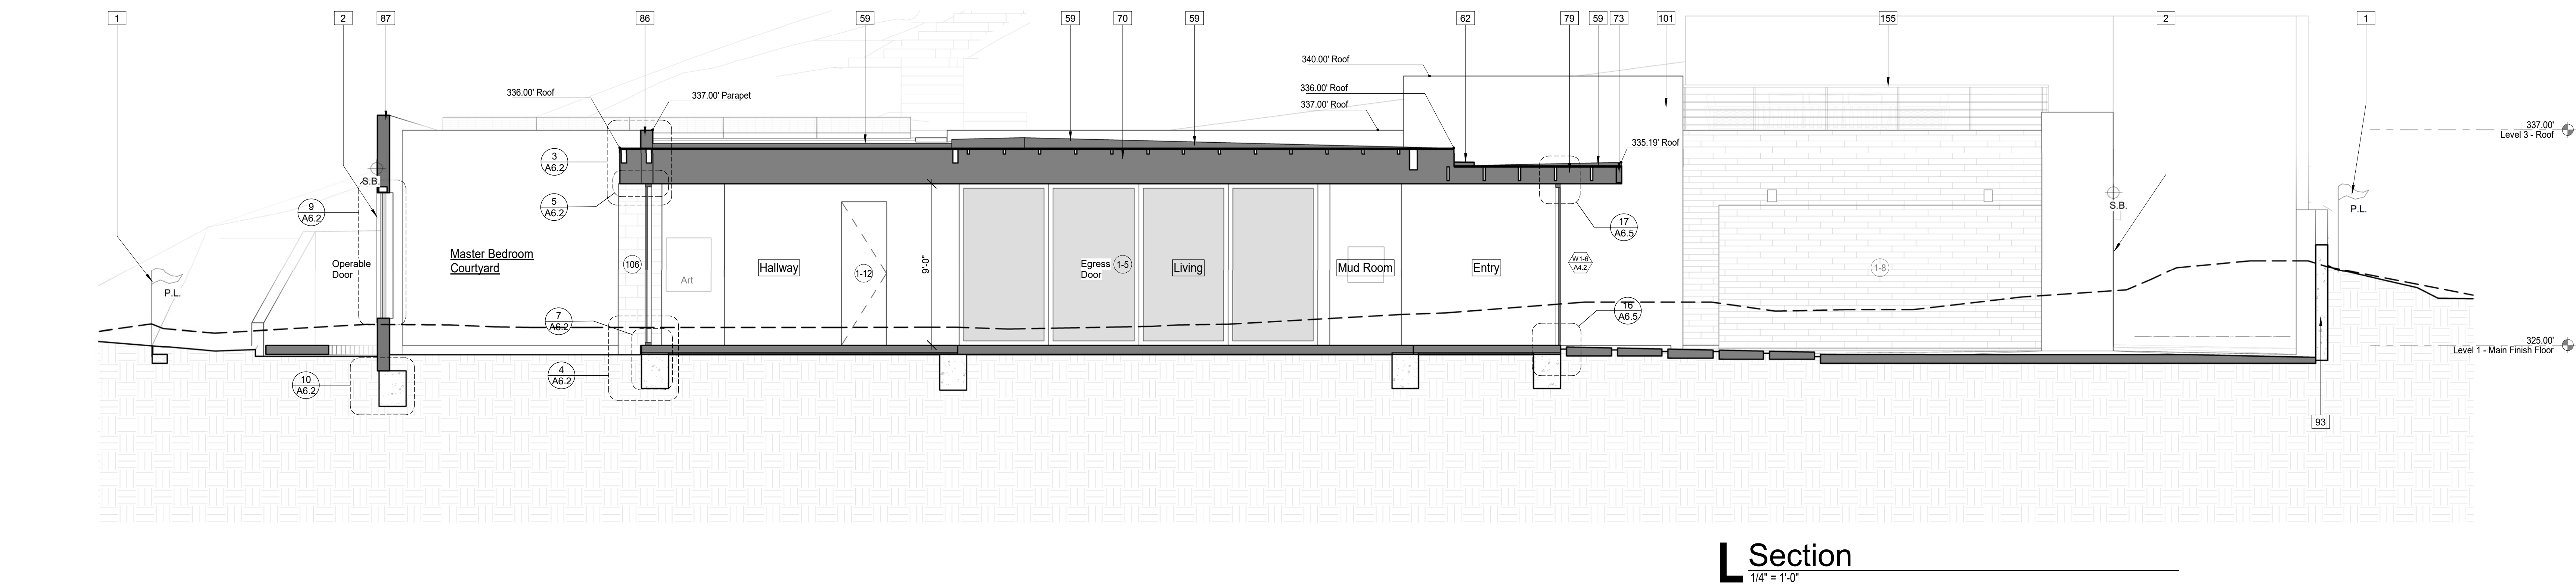 1
2
87
86
59
59
70
59
62
79
59
73
101
155
2
1
340.00' Roof
336.00' Roof
337.00' Parapet
336.00' Roof
337.00' Roof
337.00'
Level 3 - Roof
335.19' Roof
3
A6.2
S.B.
5
A6.2
9
A6.2
S.B.
P.L.
17
A6.5
Master Bedroom
Courtyard
Operable
Door
106
Art
Hallway
1-12
9'-0"
Egress
Door
1-5
Living
Mud Room
Entry
W1-6
A4.2
1-8
P.L.
16
A6.5
7
A6.2
325.00'
Level 1 - Main Finish Floor
4
A6.2
10
A6.2
93
L Section
1/4" = 1'-0"